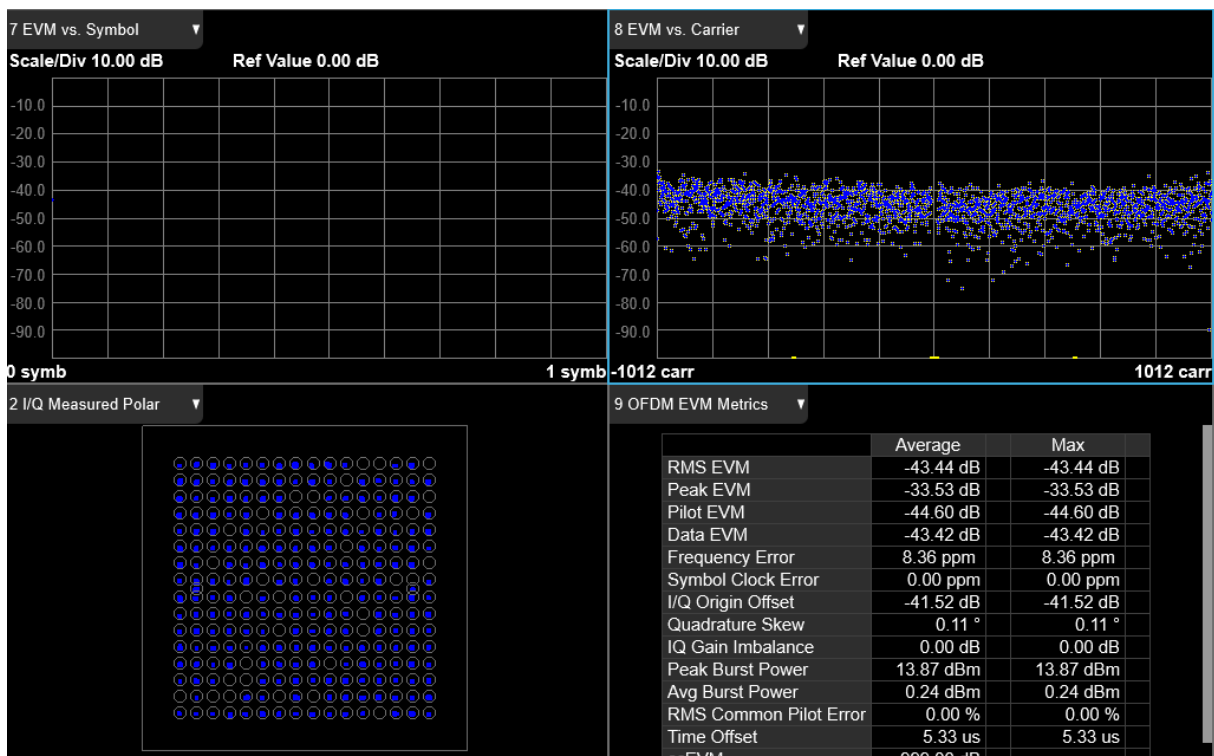 7 EVM vs. Symbol
Scale/Div 10.00 dB Ref Value 0.00 dB
-10.0
-20.0
-30.0
-40.0
-50.0
-60.0
-70.0
-80.0
-90.0
0 symb 1 symb
8 EVM vs. Carrier
Scale/Div 10.00 dB Ref Value 0.00 dB
-10.0
-20.0
-30.0
-40.0
-50.0
-60.0
-70.0
-80.0
-90.0
-1012 carr 1012 carr
2 I/Q Measured Polar
9 OFDM EVM Metrics
Average Max
RMS EVM -43.44 dB -43.44 dB
Peak EVM -33.53 dB -33.53 dB
Pilot EVM -44.60 dB -44.60 dB
Data EVM -43.42 dB -43.42 dB
Frequency Error 8.36 ppm 8.36 ppm
Symbol Clock Error 0.00 ppm 0.00 ppm
I/Q Origin Offset -41.52 dB -41.52 dB
Quadrature Skew 0.11 ° 0.11 °
IQ Gain Imbalance 0.00 dB 0.00 dB
Peak Burst Power 13.87 dBm 13.87 dBm
Avg Burst Power 0.24 dBm 0.24 dBm
RMS Common Pilot Error 0.00 % 0.00 %
Time Offset 5.33 us 5.33 us